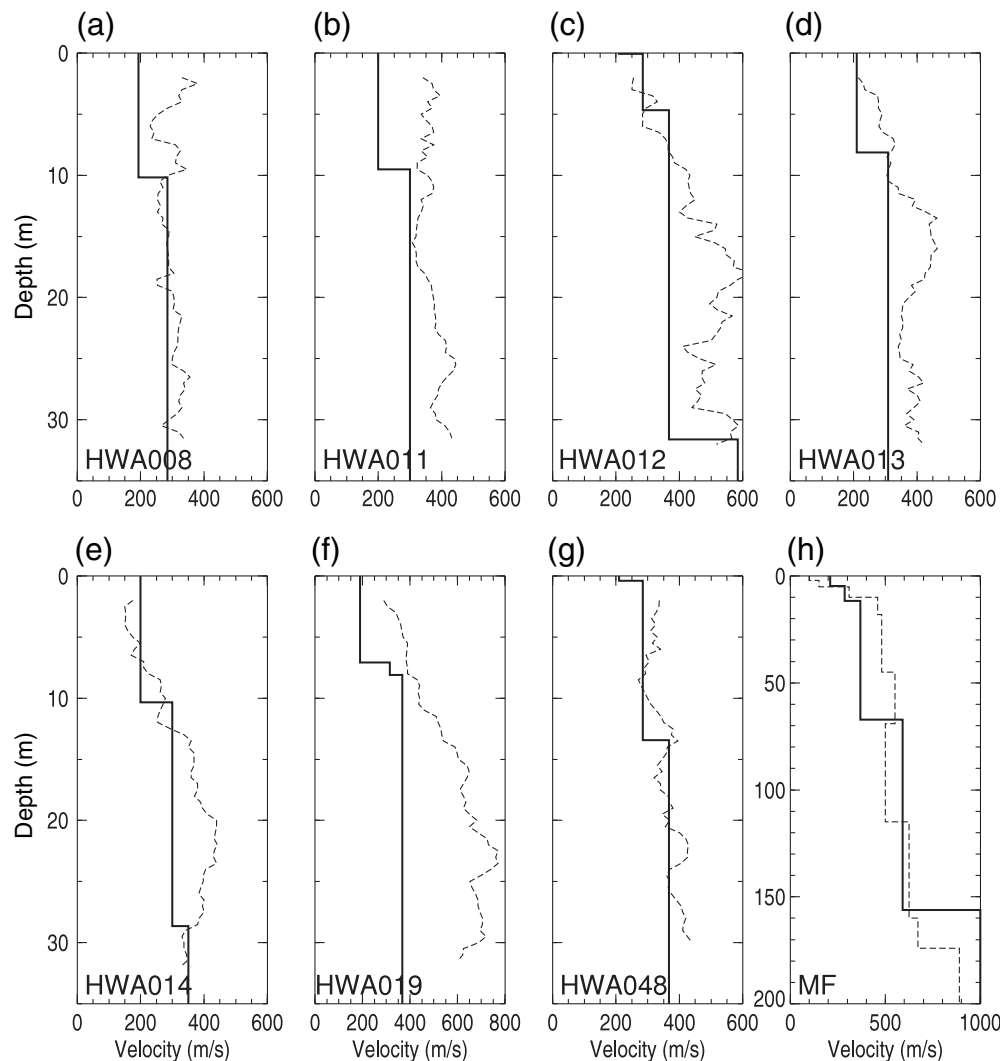 (a) (b) (c) (d)
0
10
20
30
Depth (m)
HWA008 HWA011 HWA012 HWA013
0 200 400 600 0 200 400 600 0 200 400 600 0 200 400 600
(e) (f) (g) (h)
0
10
20
30
Depth (m)
0
50
100
150
200
HWA014 HWA019 HWA048 MF
0 200 400 600 0 200 400 600 800 0 200 400 600 0 500 1000
Velocity (m/s) Velocity (m/s) Velocity (m/s) Velocity (m/s)